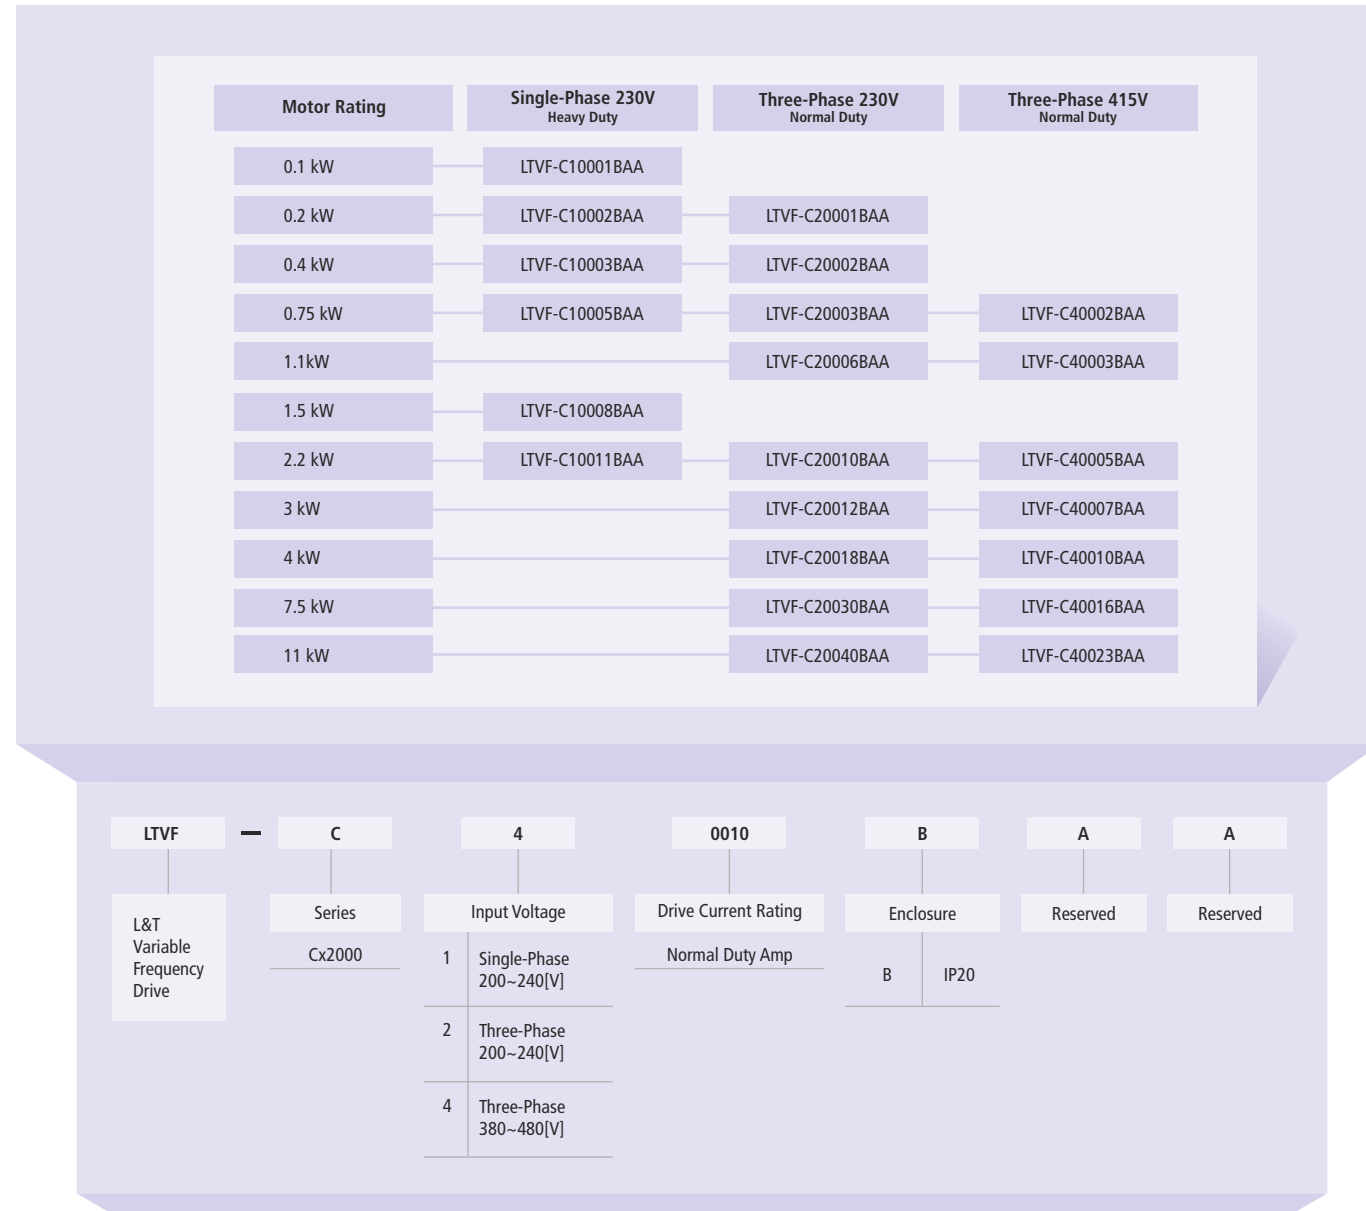 Motor Rating Single-Phase 230V Three-Phase 230V Three-Phase 415V
Heavy Duty Normal Duty Normal Duty
0.1 kW LTVF-C10001BAA
0.2 kW LTVF-C10002BAA LTVF-C20001BAA
0.4 kW LTVF-C10003BAA LTVF-C20002BAA
0.75 kW LTVF-C10005BAA LTVF-C20003BAA LTVF-C40002BAA
1.1kW LTVF-C20006BAA LTVF-C40003BAA
1.5 kW LTVF-C10008BAA
2.2 kW LTVF-C10011BAA LTVF-C20010BAA LTVF-C40005BAA
3 kW LTVF-C20012BAA LTVF-C40007BAA
4 kW LTVF-C20018BAA LTVF-C40010BAA
7.5 kW LTVF-C20030BAA LTVF-C40016BAA
11 kW LTVF-C20040BAA LTVF-C40023BAA
LTVF – C 4 0010 B A A
L&T
Variable
Frequency
Drive
Series
Cx2000
Input Voltage
1 Single-Phase
200~240[V]
2 Three-Phase
200~240[V]
4 Three-Phase
380~480[V]
Drive Current Rating
Normal Duty Amp
Enclosure
B IP20
Reserved
Reserved